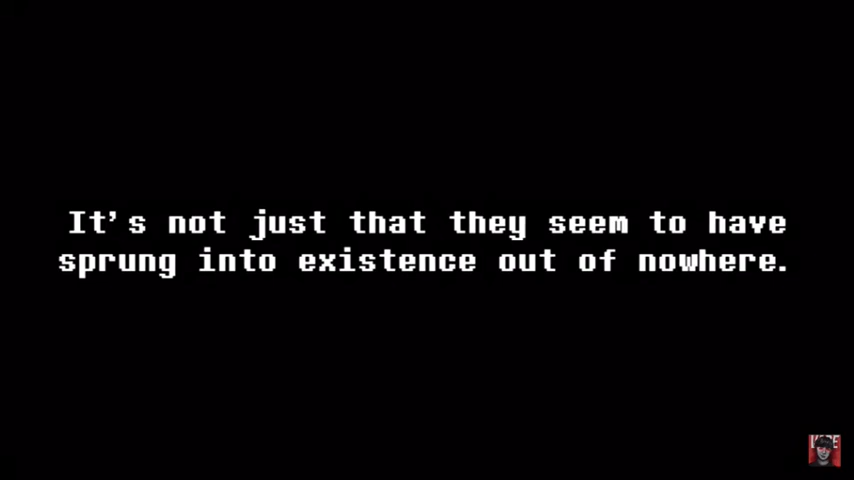 It's not just that they seem to have
sprung into existence out of nowhere.